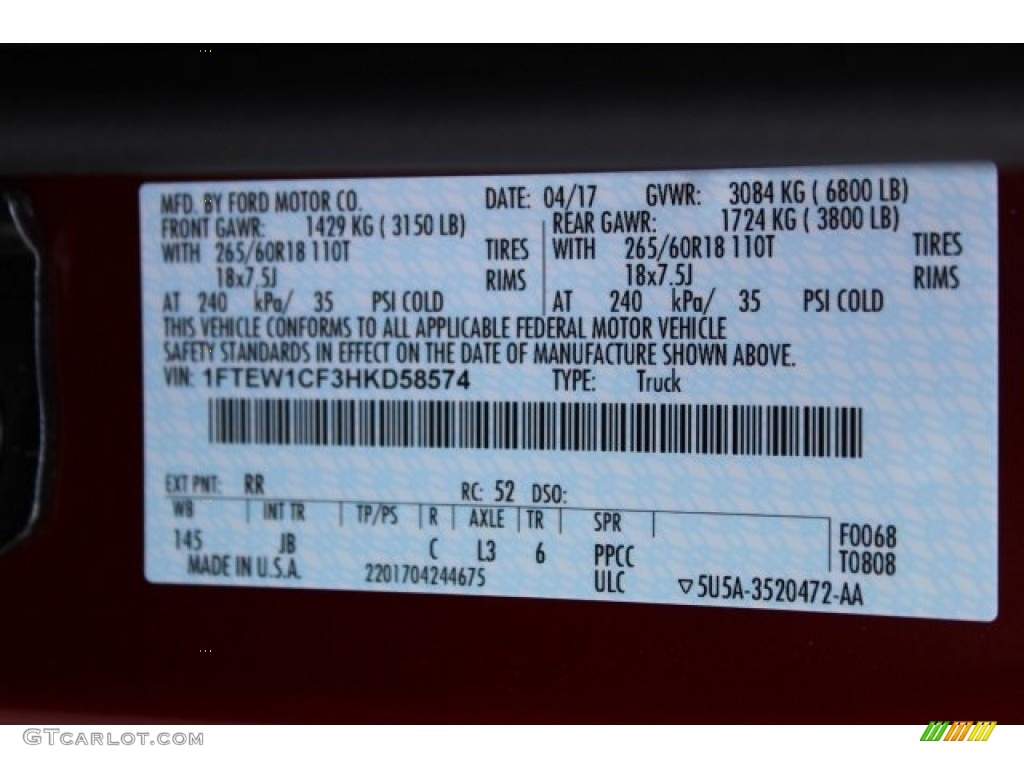 MFD. BY FORD MOTOR CO. DATE: 04/17 GVWR: 3084 KG ( 6800 LB)
FRONT GAWR: 1429 KG ( 3150 LB) REAR GAWR: 1724 KG ( 3800 LB)
WITH 265/60R18 110T TIRES WITH 265/60R18 110T TIRES
18x7.5J RIMS 18x7.5J RIMS
AT 240 kPa/ 35 PSI COLD AT 240 kPa/ 35 PSI COLD
THIS VEHICLE CONFORMS TO ALL APPLICABLE FEDERAL MOTOR VEHICLE
SAFETY STANDARDS IN EFFECT ON THE DATE OF MANUFACTURE SHOWN ABOVE.
VIN: 1FTEW1CF3HKD58574 TYPE: Truck
EXT PNT: RR RC: 52 DSO:
WB INT TR TP/PS R AXLE TR SPR F0068
145 JB C L3 6 PPCC T0808
MADE IN U.S.A. 2201704244675 ULC ▽5U5A-3520472-AA
GTCARLOT.COM